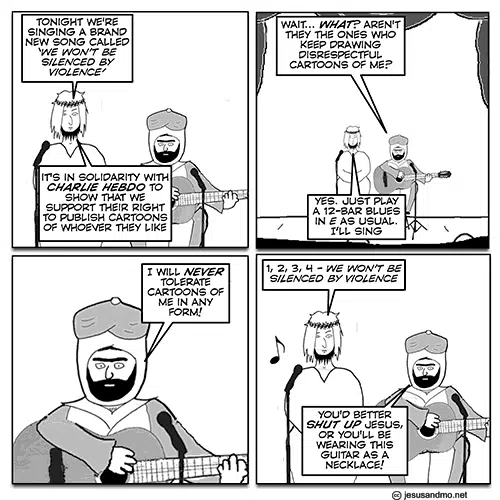 TONIGHT WE'RE
SINGING A BRAND
NEW SONG CALLED
'WE WON'T BE
SILENCED BY
VIOLENCE'
IT'S IN SOLIDARITY WITH
CHARLIE HEBDO TO
SHOW THAT WE
SUPPORT THEIR RIGHT
TO PUBLISH CARTOONS
OF WHOEVER THEY LIKE
WAIT... WHAT? AREN'T
THEY THE ONES WHO
KEEP DRAWING
DISRESPECTFUL
CARTOONS OF ME?
YES. JUST PLAY
A 12-BAR BLUES
IN E AS USUAL.
I'LL SING
I WILL NEVER
TOLERATE
CARTOONS OF
ME IN ANY
FORM!
1, 2, 3, 4 - WE WON'T BE
SILENCED BY VIOLENCE
YOU'D BETTER
SHUT UP JESUS,
OR YOU'LL BE
WEARING THIS
GUITAR AS A
NECKLACE!
cc jesusandmo.net